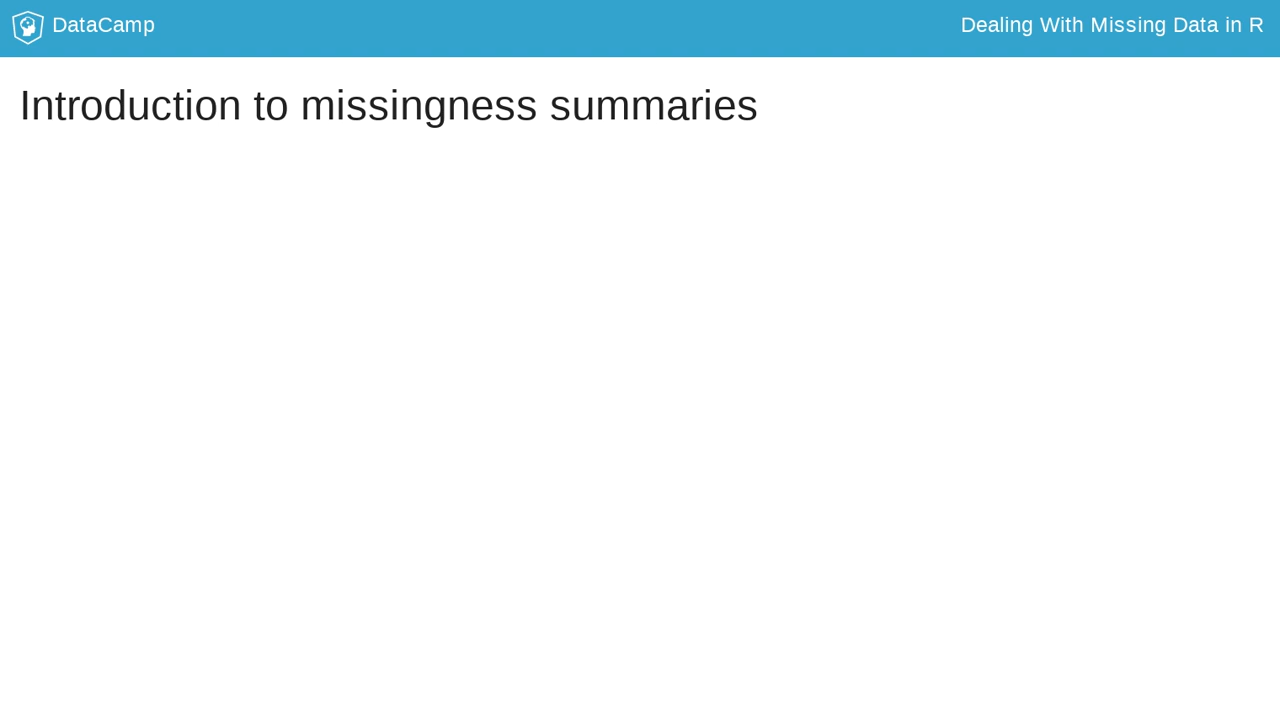 DataCamp
Dealing With Missing Data in R
Introduction to missingness summaries